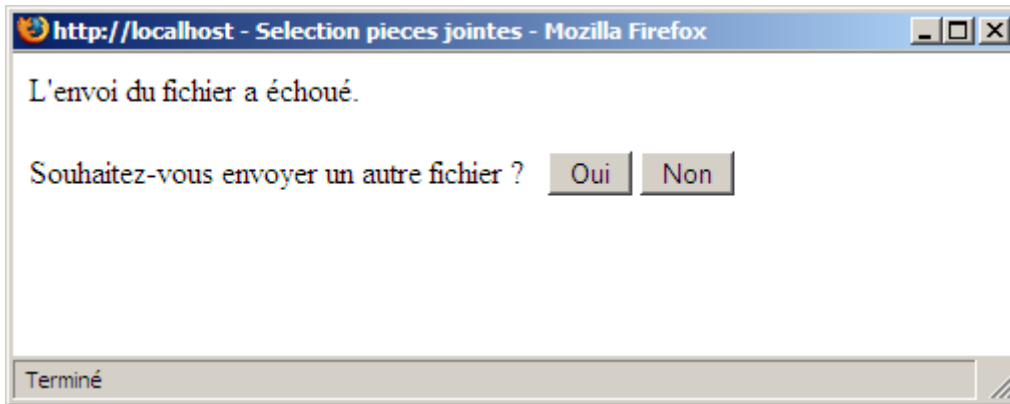 http://localhost - Selection pieces jointes - Mozilla Firefox
L'envoi du fichier a échoué.
Souhaitez-vous envoyer un autre fichier ? Oui Non
Terminé